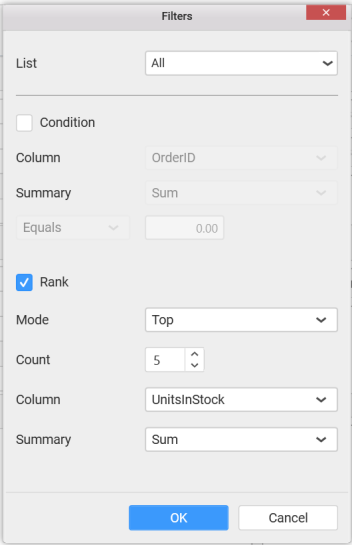 Filters
List All
Condition
Column OrderID
Summary Sum
Equals 0.00
Rank
Mode Top
Count 5
Column UnitsInStock
Summary Sum
OK Cancel